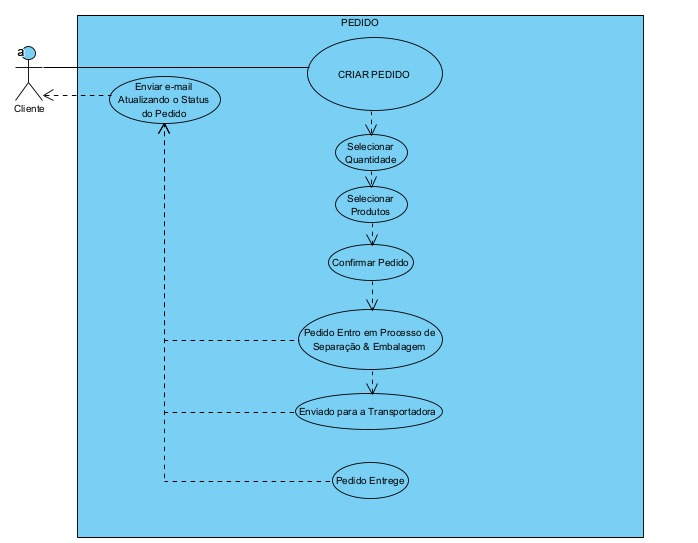 PEDIDO
a
Cliente
CRIAR PEDIDO
Enviar e-mail
Atualizando o Status
do Pedido
Selecionar
Quantidade
Selecionar
Produtos
Confirmar Pedido
Pedido Entro em Processo de
Separação & Embalagem
Enviado para a Transportadora
Pedido Entrege